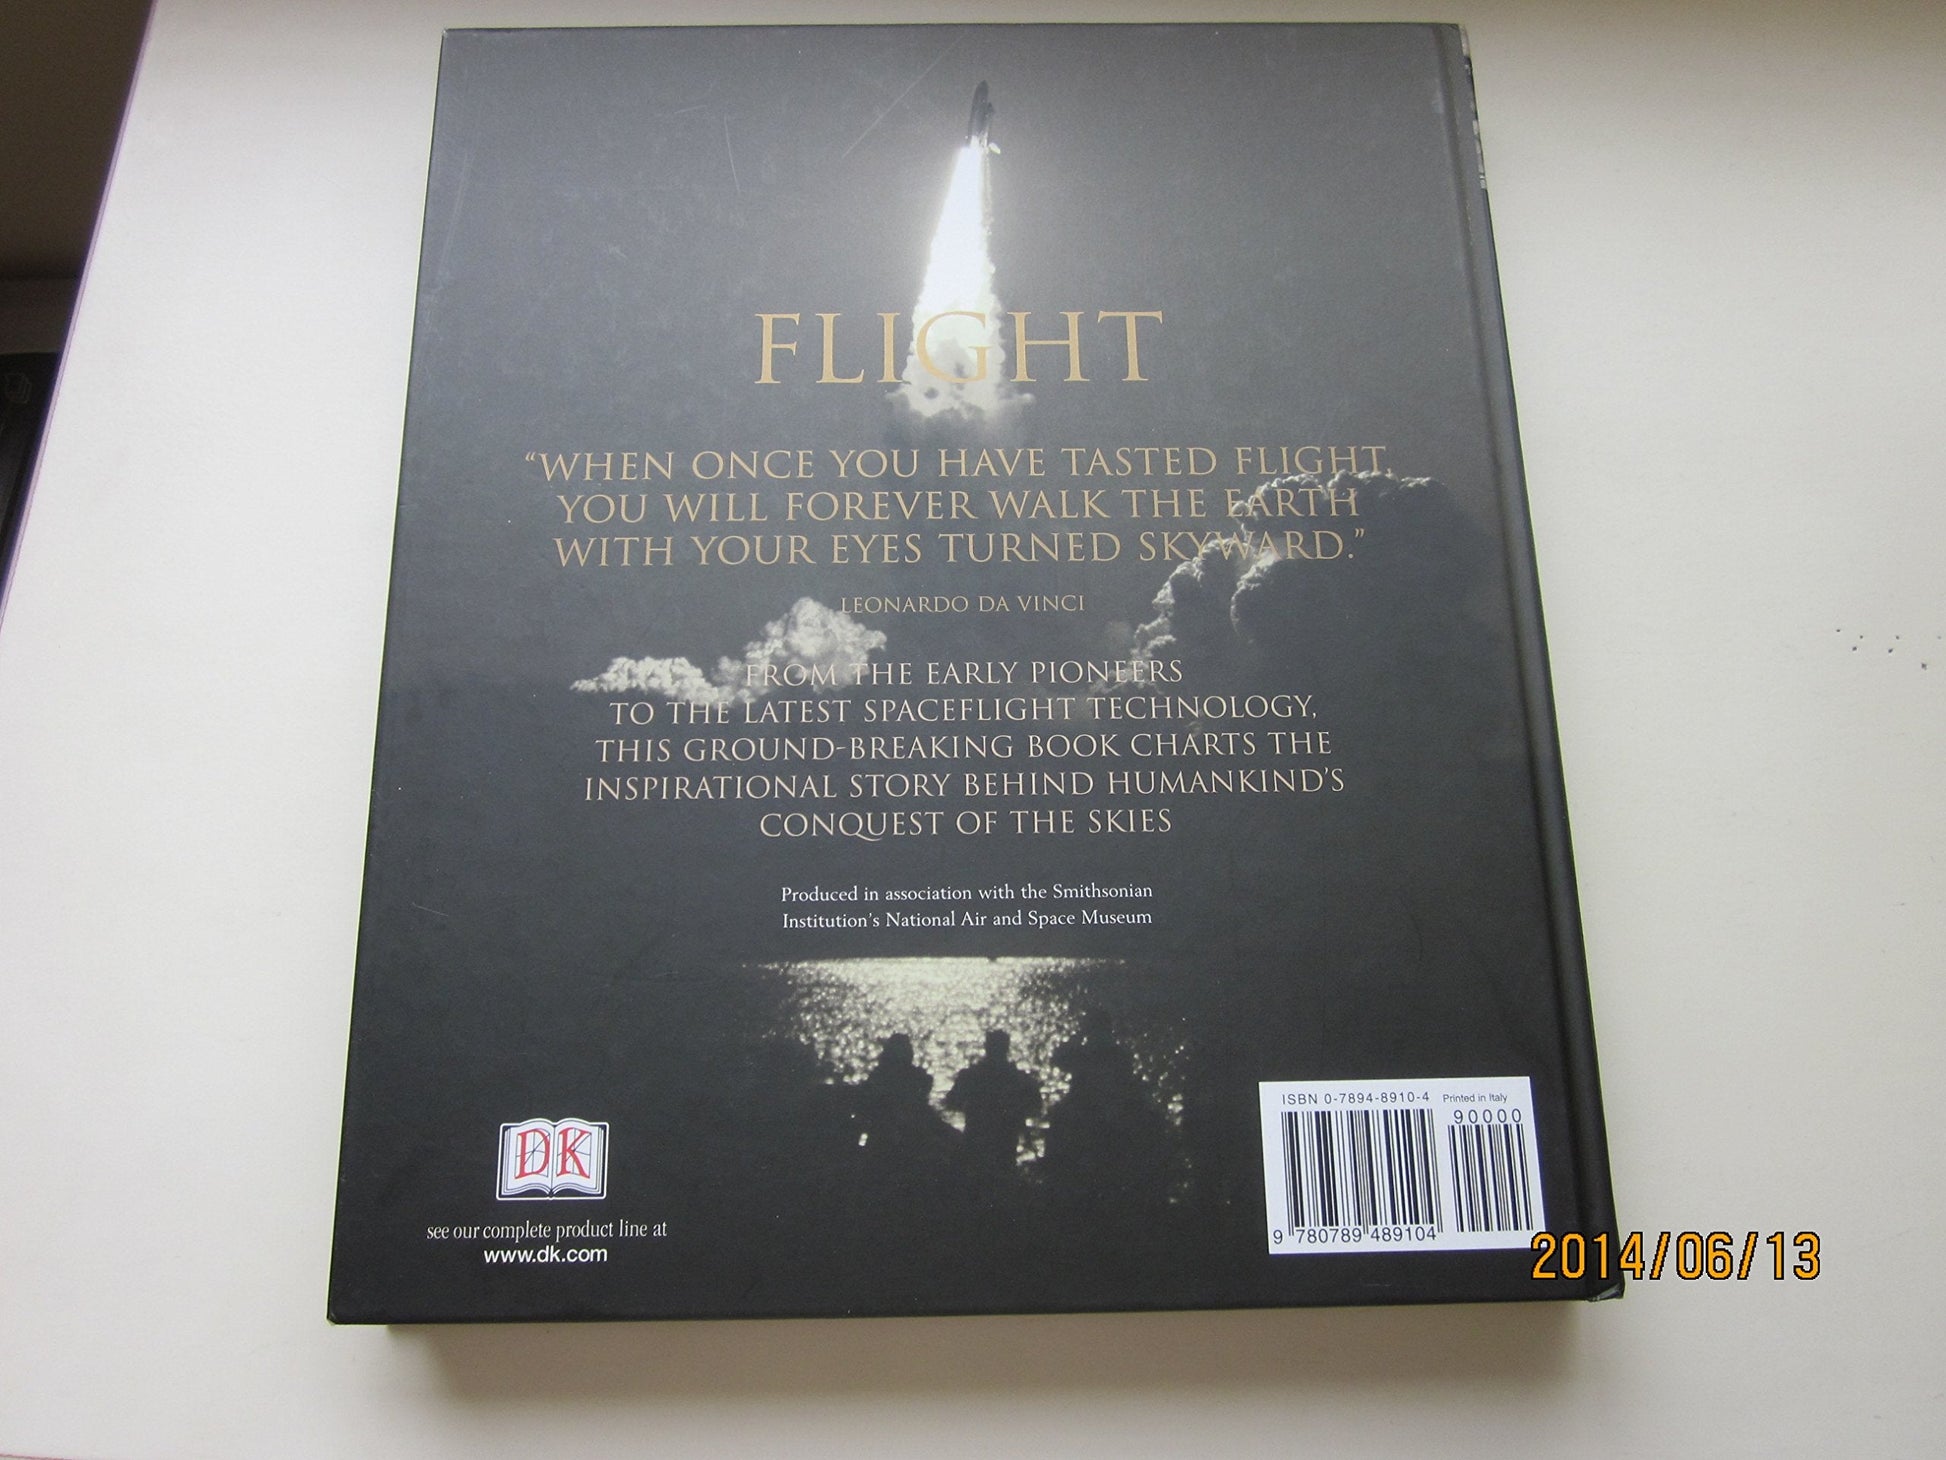 FLIGHT
“WHEN ONCE YOU HAVE TASTED FLIGHT,
YOU WILL FOREVER WALK THE EARTH
WITH YOUR EYES TURNED SKYWARD.”
LEONARDO DA VINCI
FROM THE EARLY PIONEERS
TO THE LATEST SPACEFLIGHT TECHNOLOGY,
THIS GROUND-BREAKING BOOK CHARTS THE
INSPIRATIONAL STORY BEHIND HUMANKIND’S
CONQUEST OF THE SKIES
Produced in association with the Smithsonian
Institution’s National Air and Space Museum
DK
see our complete product line at
www.dk.com
ISBN 0-7894-8910-4 Printed in Italy
90000
9 780789 489104
2014/06/13